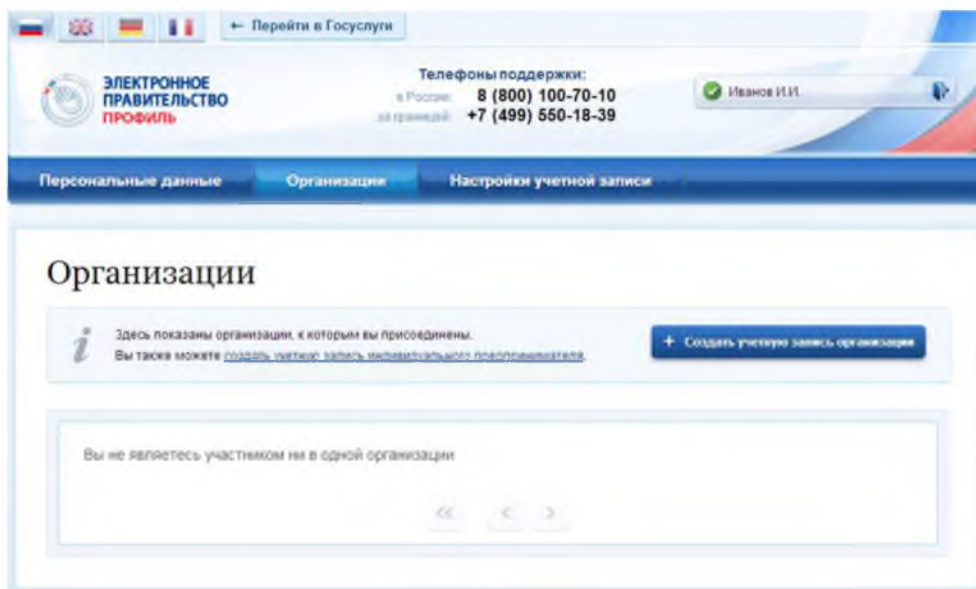 ← Перейти в Госуслуги
ЭЛЕКТРОННОЕ
ПРАВИТЕЛЬСТВО
ПРОФИЛЬ
Телефоны поддержки:
в России: 8 (800) 100-70-10
за границей: +7 (499) 550-18-39
Иванов И.И.
Персональные данные Организации Настройки учетной записи
Организации
Здесь показаны организации, к которым вы присоединены.
Вы также можете создать учетную запись индивидуального предпринимателя.
+ Создать учетную запись организации
Вы не являетесь участником ни в одной организации